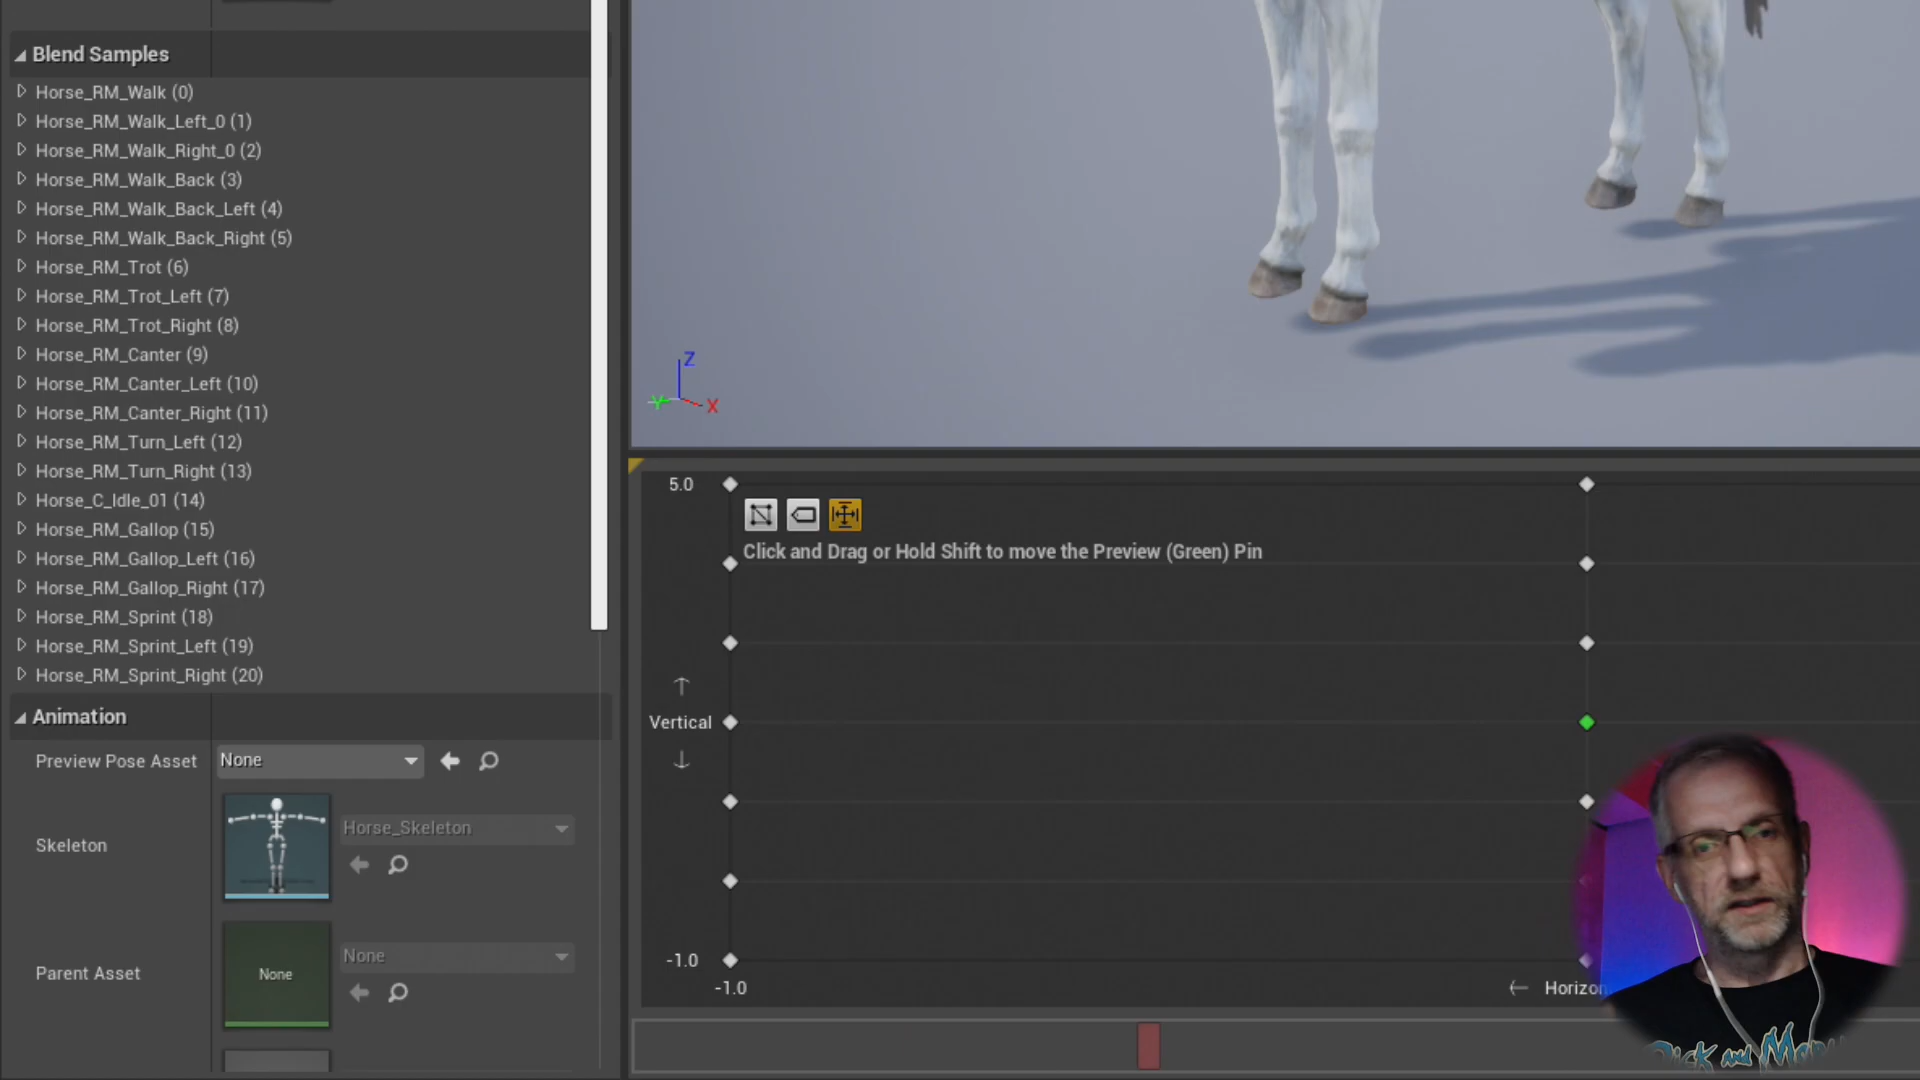 Blend Samples
Horse_RM_Walk (0)
Horse_RM_Walk_Left_0 (1)
Horse_RM_Walk_Right_0 (2)
Horse_RM_Walk_Back (3)
Horse_RM_Walk_Back_Left (4)
Horse_RM_Walk_Back_Right (5)
Horse_RM_Trot (6)
Horse_RM_Trot_Left (7)
Horse_RM_Trot_Right (8)
Horse_RM_Canter (9)
Horse_RM_Canter_Left (10)
Horse_RM_Canter_Right (11)
Horse_RM_Turn_Left (12)
Horse_RM_Turn_Right (13)
Horse_C_Idle_01 (14)
Horse_RM_Gallop (15)
Horse_RM_Gallop_Left (16)
Horse_RM_Gallop_Right (17)
Horse_RM_Sprint (18)
Horse_RM_Sprint_Left (19)
Horse_RM_Sprint_Right (20)
Animation
Preview Pose Asset None
Skeleton Horse_Skeleton
Parent Asset None None
Z
Y X
5.0
Click and Drag or Hold Shift to move the Preview (Green) Pin
Vertical
-1.0
-1.0
Horizon